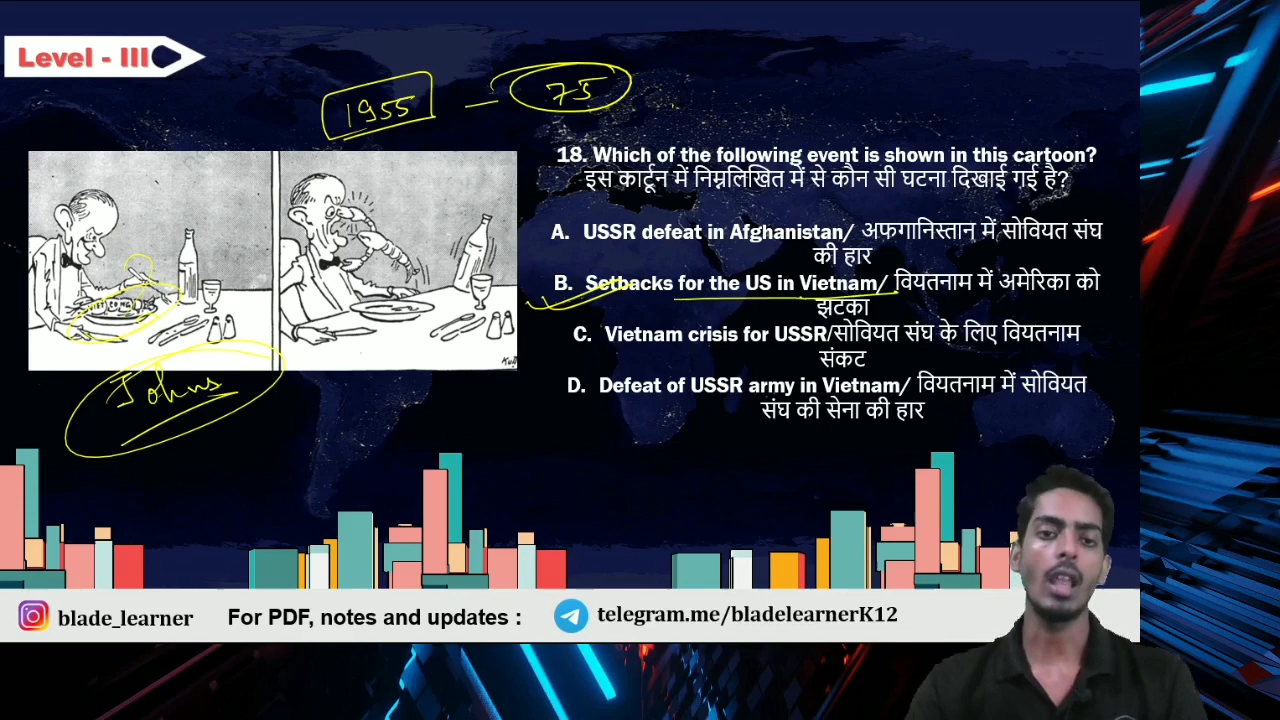 Level - III
1955 - 75
18. Which of the following event is shown in this cartoon?
इस कार्टून में निम्नलिखित में से कौन सी घटना दिखाई गई है?
A. USSR defeat in Afghanistan/ अफगानिस्तान में सोवियत संघ
की हार
B. Setbacks for the US in Vietnam/ वियतनाम में अमेरिका को
झटका
C. Vietnam crisis for USSR/सोवियत संघ के लिए वियतनाम
संकट
D. Defeat of USSR army in Vietnam/ वियतनाम में सोवियत
संघ की सेना की हार
Johns
blade_learner
For PDF, notes and updates :
telegram.me/bladelearnerK12